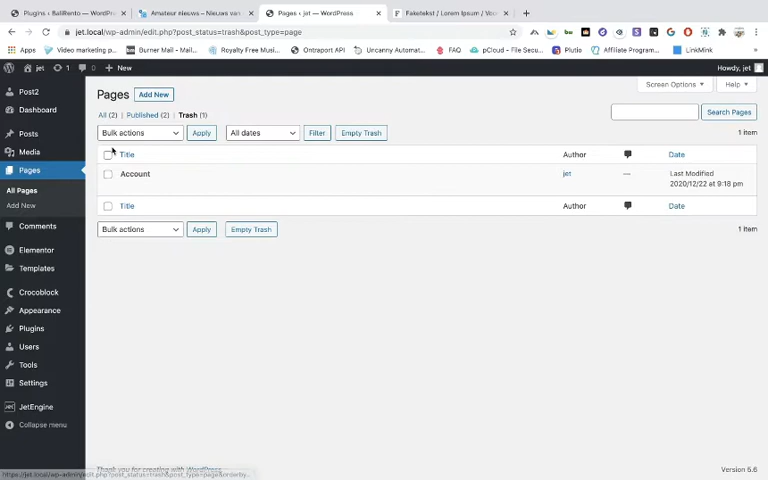 Plugins ‹ BaliRento — WordPr
Amateur nieuws – Nieuws van
Pages ‹ jet — WordPress
Faketekst / Lorem Ipsum / Voo
jet.local/wp-admin/edit.php?post_status=trash&post_type=page
Apps
Video marketing p...
Burner Mail - Mail...
Royalty Free Musi...
Ontraport API
Uncanny Automat...
FAQ
pCloud - File Secur...
Plutio
Affiliate Program...
LinkMink
jet
1
0
New
Howdy, jet
Post2
Dashboard
Posts
Media
Pages
All Pages
Add New
Comments
Elementor
Templates
Crocoblock
Appearance
Plugins
Users
Tools
Settings
JetEngine
Collapse menu
Screen Options
Help
Pages
Add New
All (2) | Published (2) | Trash (1)
Search Pages
Bulk actions
Apply
All dates
Filter
Empty Trash
1 item
Title
Author
Date
Account
jet
—
Last Modified
2020/12/22 at 9:18 pm
Title
Author
Date
Bulk actions
Apply
Empty Trash
1 item
Thank you for creating with WordPress.
Version 5.6
https://jet.local/wp-admin/edit.php?post_status=trash&post_type=page&orderby...